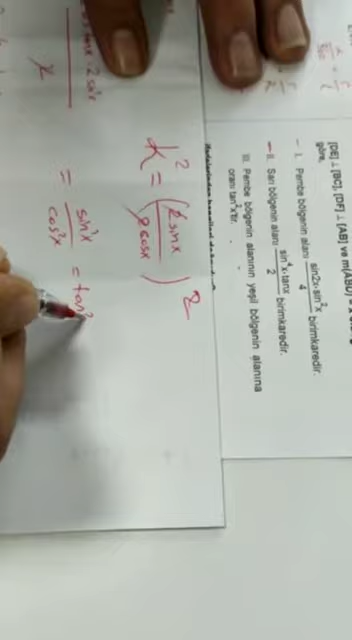 [DE] ⊥ [BC], [DF] ⊥ [AB] ve m(ABD)
göre,
I. Pembe bölgenin alanı sin2x·sin²x/4 birimkaredir.
II. Sarı bölgenin alanı sin⁴x·tanx/2 birimkaredir.
III. Pembe bölgenin alanının yeşil bölgenin alanına
oranı tan²x'tir.
k² = (2sinx/2cosx)²
= sin²x/cos²x = tan²